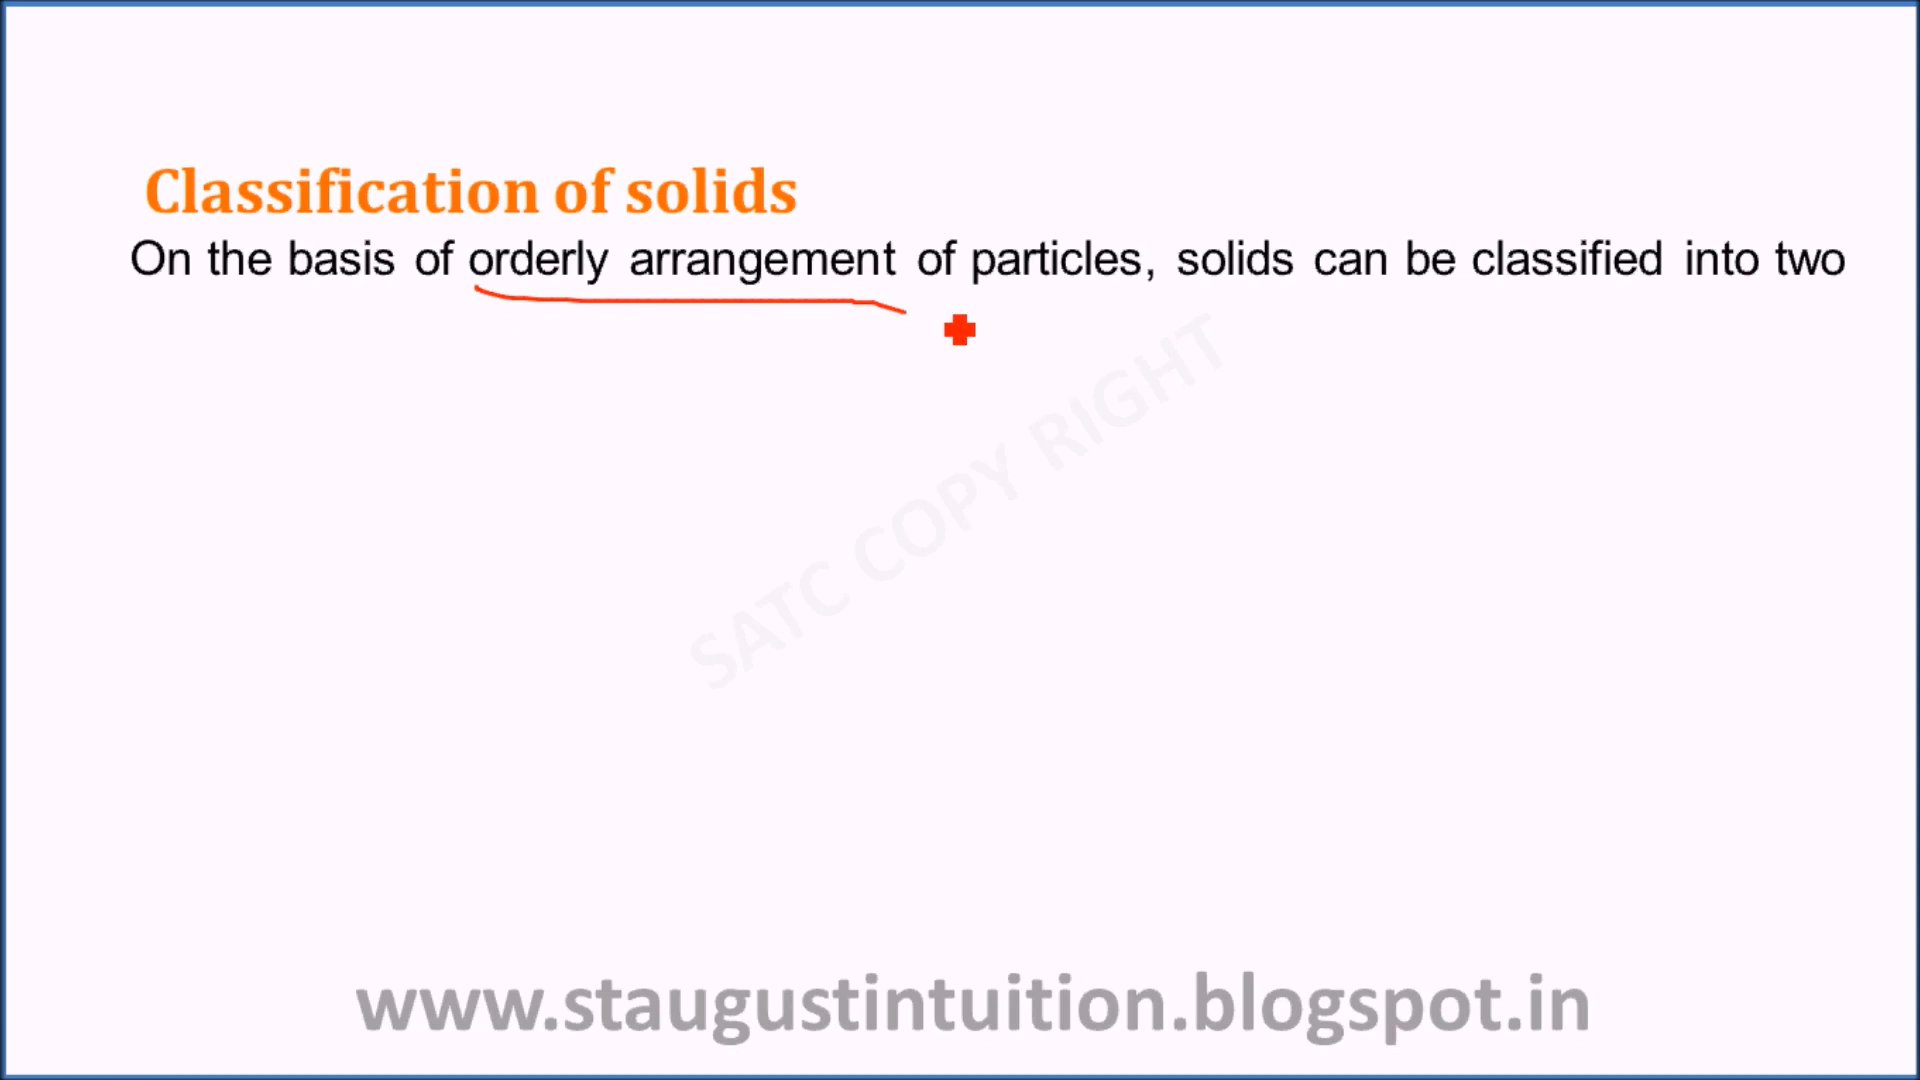 Classification of solids
On the basis of orderly arrangement of particles, solids can be classified into two
SATC COPY RIGHT
www.staugustintuition.blogspot.in